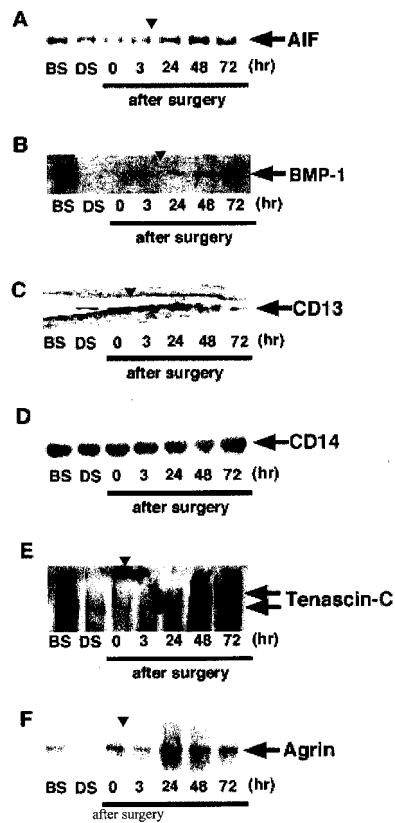 A
AIF
BS DS 0 3 24 48 72 (hr)
after surgery
B
BMP-1
BS DS 0 3 24 48 72 (hr)
after surgery
C
CD13
BS DS 0 3 24 48 72 (hr)
after surgery
D
CD14
BS DS 0 3 24 48 72 (hr)
after surgery
E
Tenascin-C
BS DS 0 3 24 48 72 (hr)
after surgery
F
Agrin
BS DS 0 3 24 48 72 (hr)
after surgery